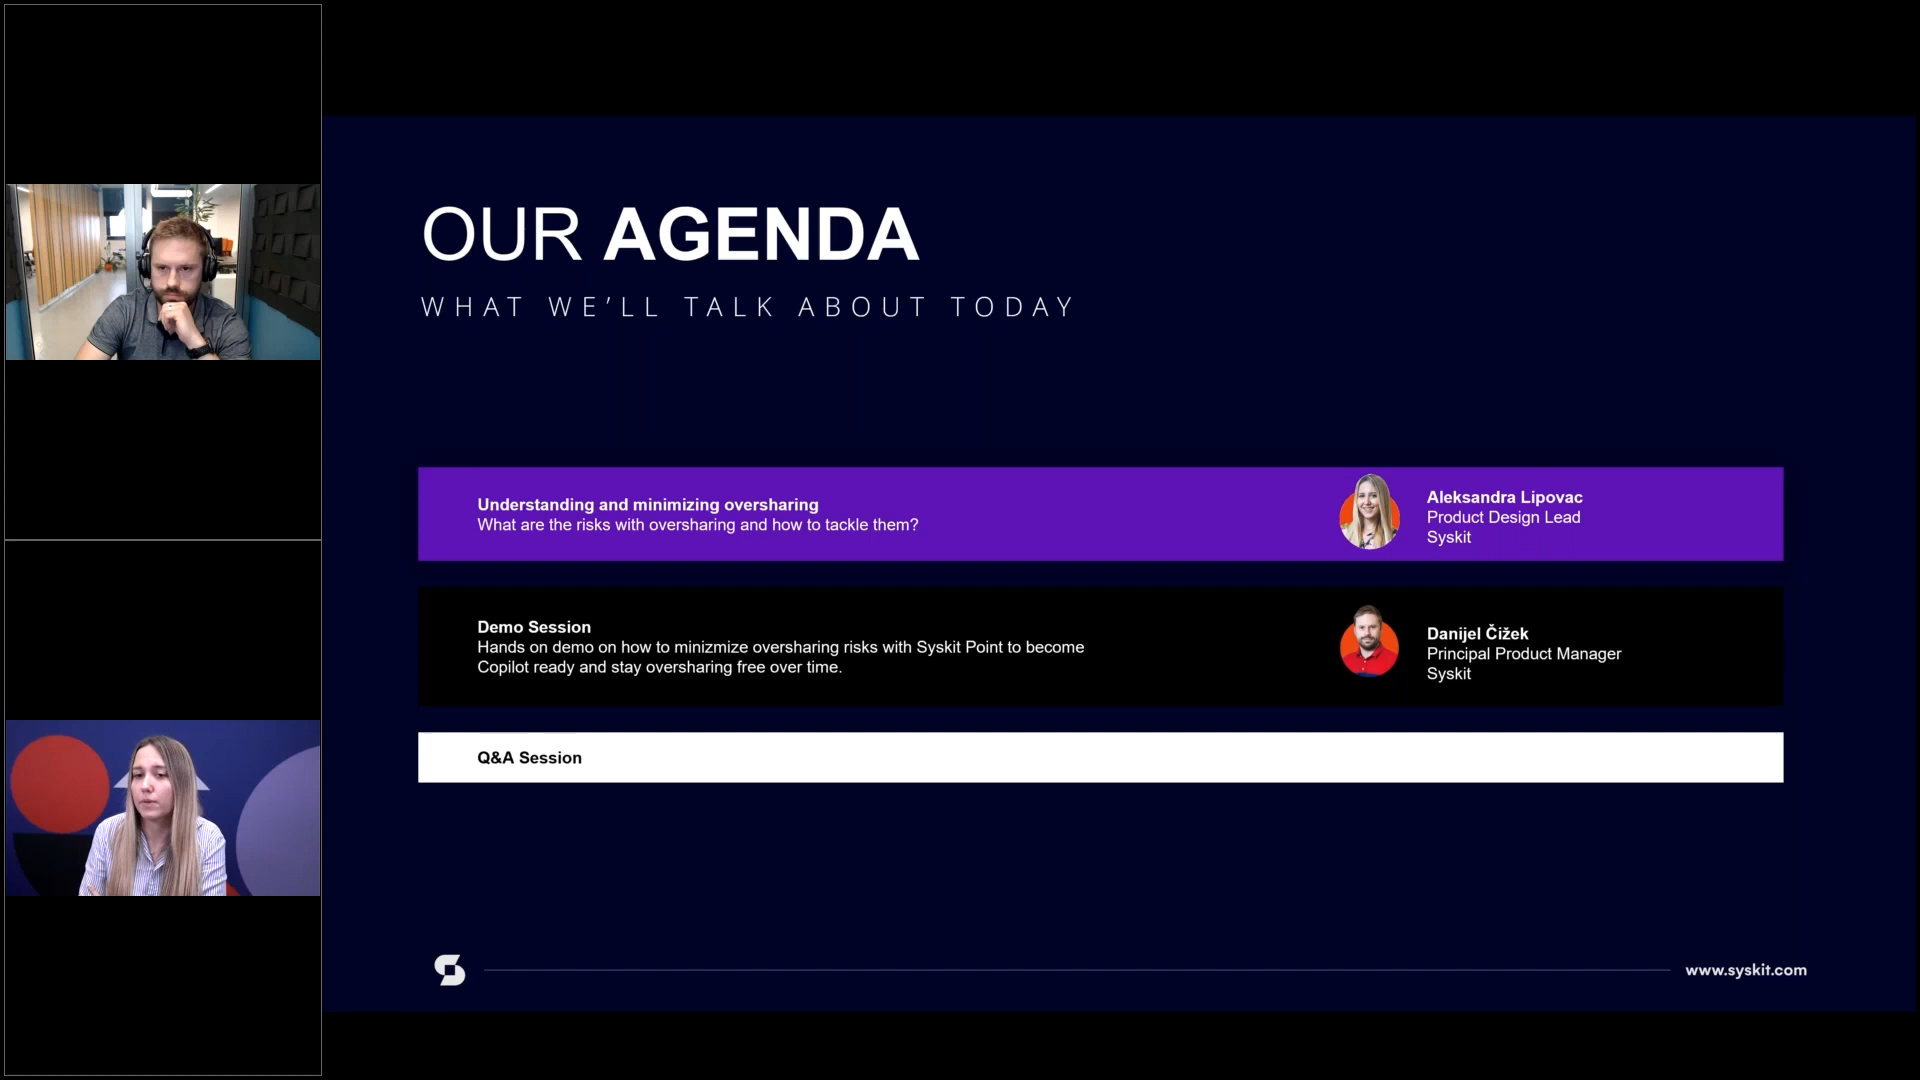 OUR AGENDA
WHAT WE’LL TALK ABOUT TODAY
Understanding and minimizing oversharing
What are the risks with oversharing and how to tackle them?
Aleksandra Lipovac
Product Design Lead
Syskit
Demo Session
Hands on demo on how to minizmize oversharing risks with Syskit Point to become
Copilot ready and stay oversharing free over time.
Danijel Čižek
Principal Product Manager
Syskit
Q&A Session
www.syskit.com